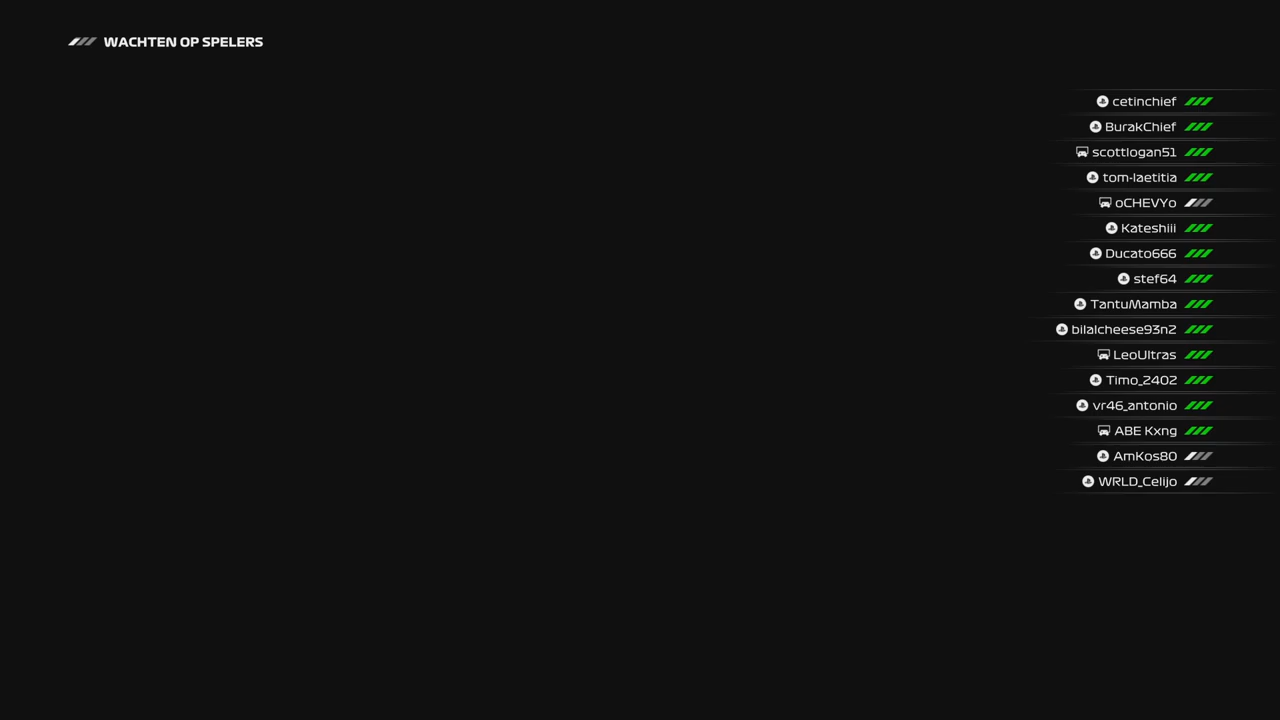 WACHTEN OP SPELERS
cetinchief
BurakChief
scottlogan51
tom-laetitia
oCHEVYo
Kateshiii
Ducato666
stef64
TantuMamba
bilalcheese93n2
LeoUltras
Timo_2402
vr46_antonio
ABE Kxng
AmKos80
WRLD_Celijo